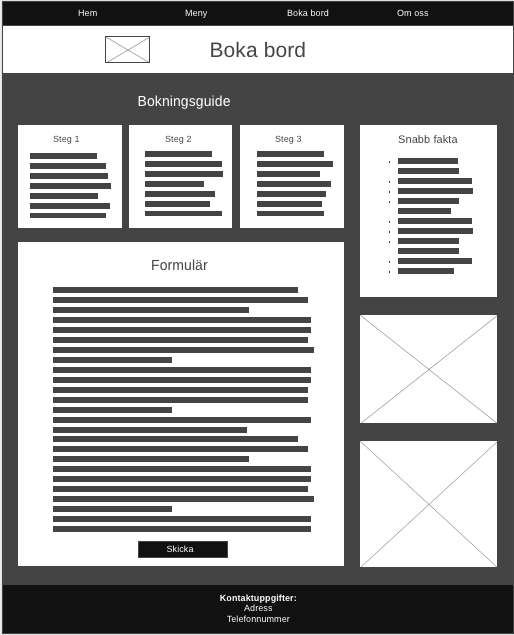 Hem
Meny
Boka bord
Om oss
Boka bord
Bokningsguide
Steg 1
Steg 2
Steg 3
Snabb fakta
Formulär
Skicka
Kontaktuppgifter:
Adress
Telefonnummer